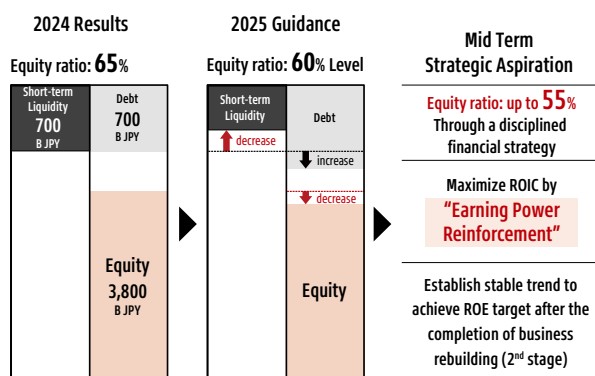 2024 Results
Equity ratio: 65%
Short-term
Liquidity
700
B JPY
Debt
700
B JPY
Equity
3,800
B JPY
2025 Guidance
Equity ratio: 60% Level
Short-term
Liquidity
decrease
Debt
increase
decrease
Equity
Mid Term
Strategic Aspiration
Equity ratio: up to 55%
Through a disciplined
financial strategy
Maximize ROIC by
“Earning Power
Reinforcement”
Establish stable trend to
achieve ROE target after the
completion of business
rebuilding (2nd stage)